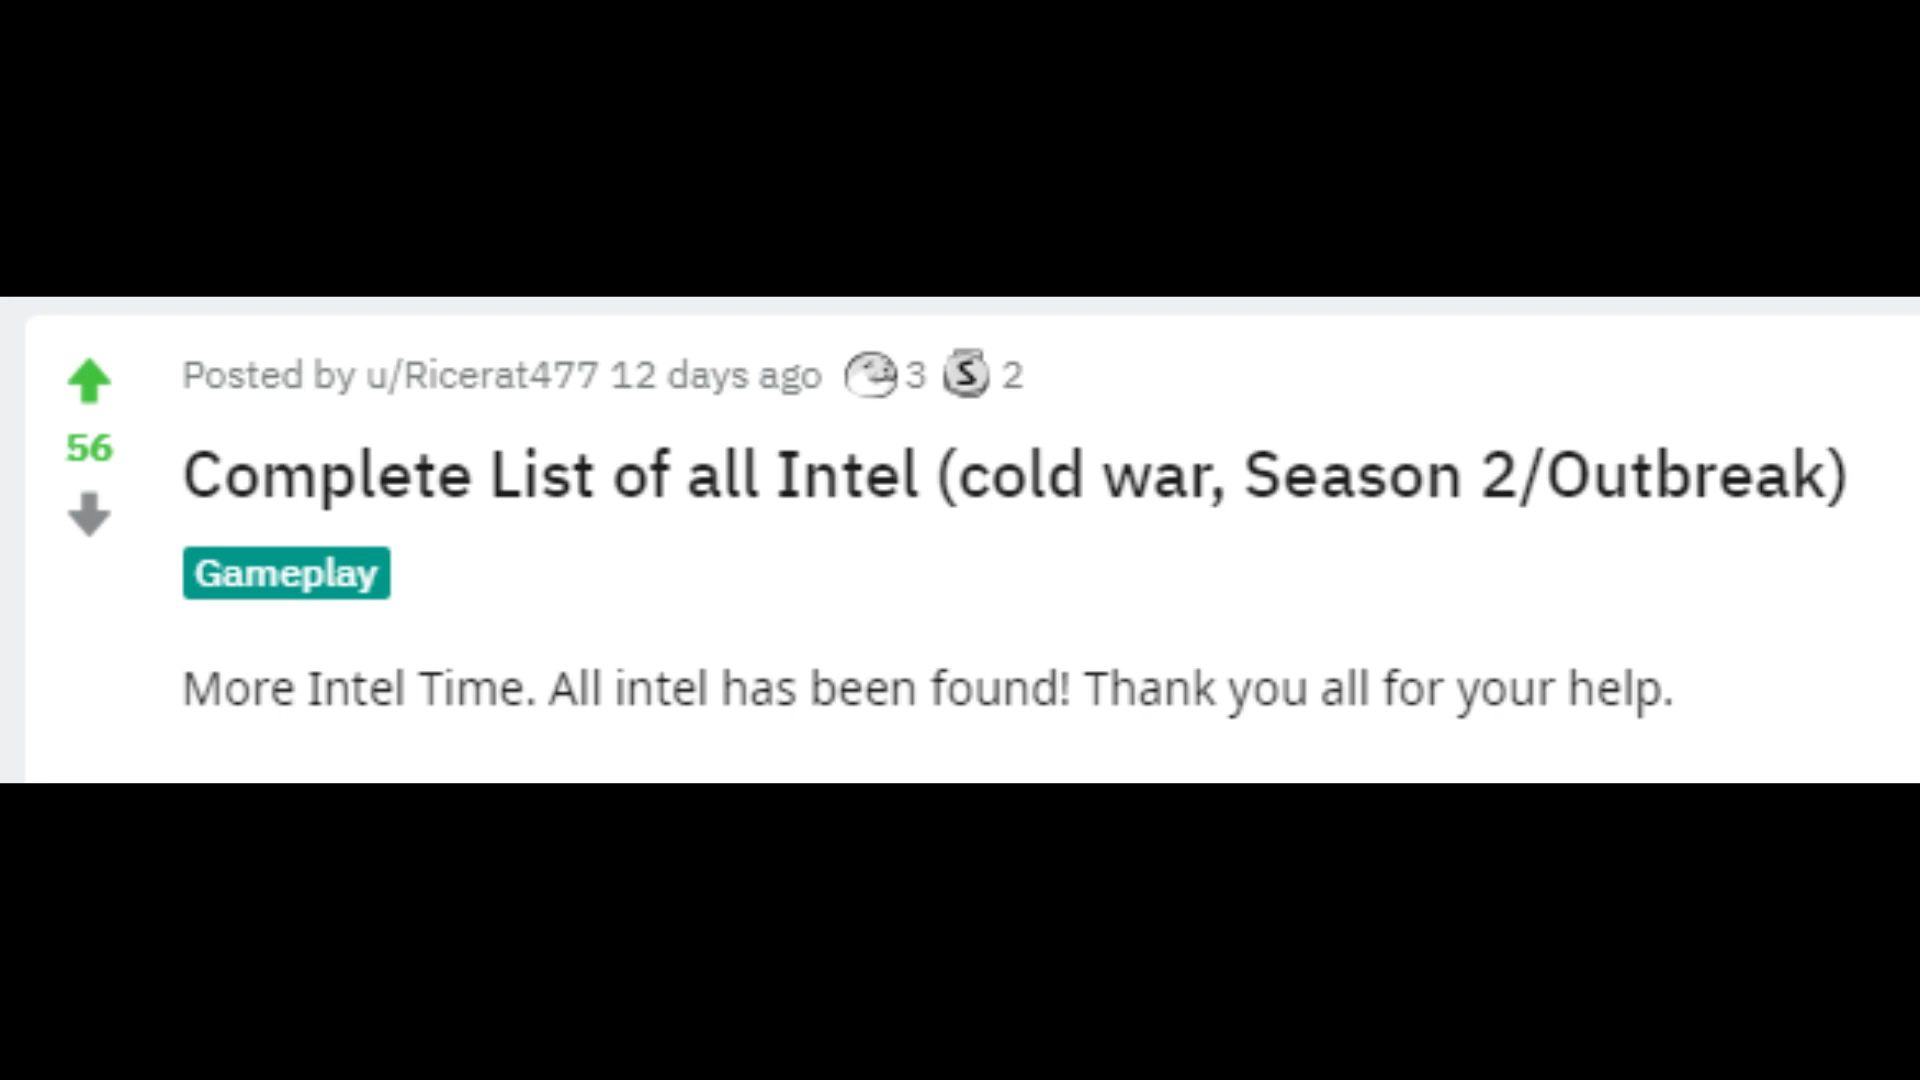 Posted by u/Ricerat477 12 days ago 3 S 2
56
Complete List of all Intel (cold war, Season 2/Outbreak)
Gameplay
More Intel Time. All intel has been found! Thank you all for your help.